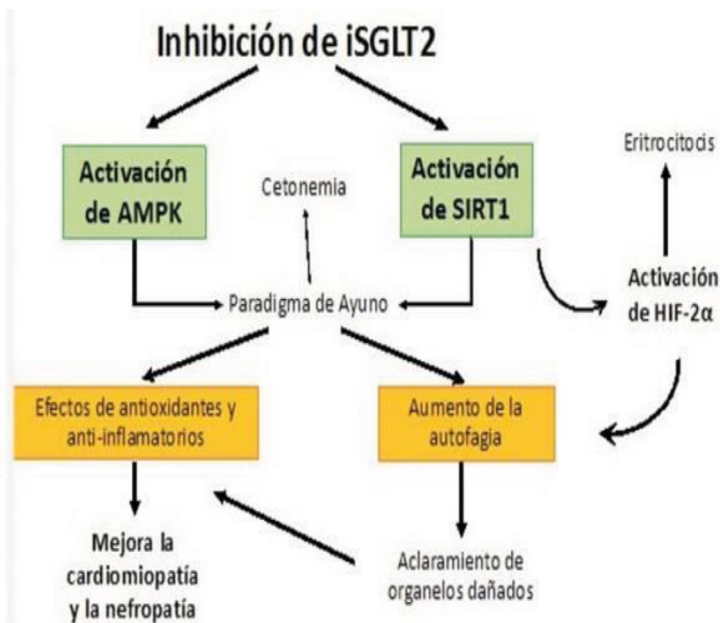 Inhibición de iSGLT2
Activación
de AMPK
Cetonemia
Activación
de SIRT1
Eritrocitocis
Activación
de HIF-2α
Paradigma de Ayuno
Efectos de antioxidantes y
anti-inflamatorios
Aumento de la
autofagia
Mejora la
cardiomiopatía
y la nefropatía
Aclaramiento de
organelos dañados